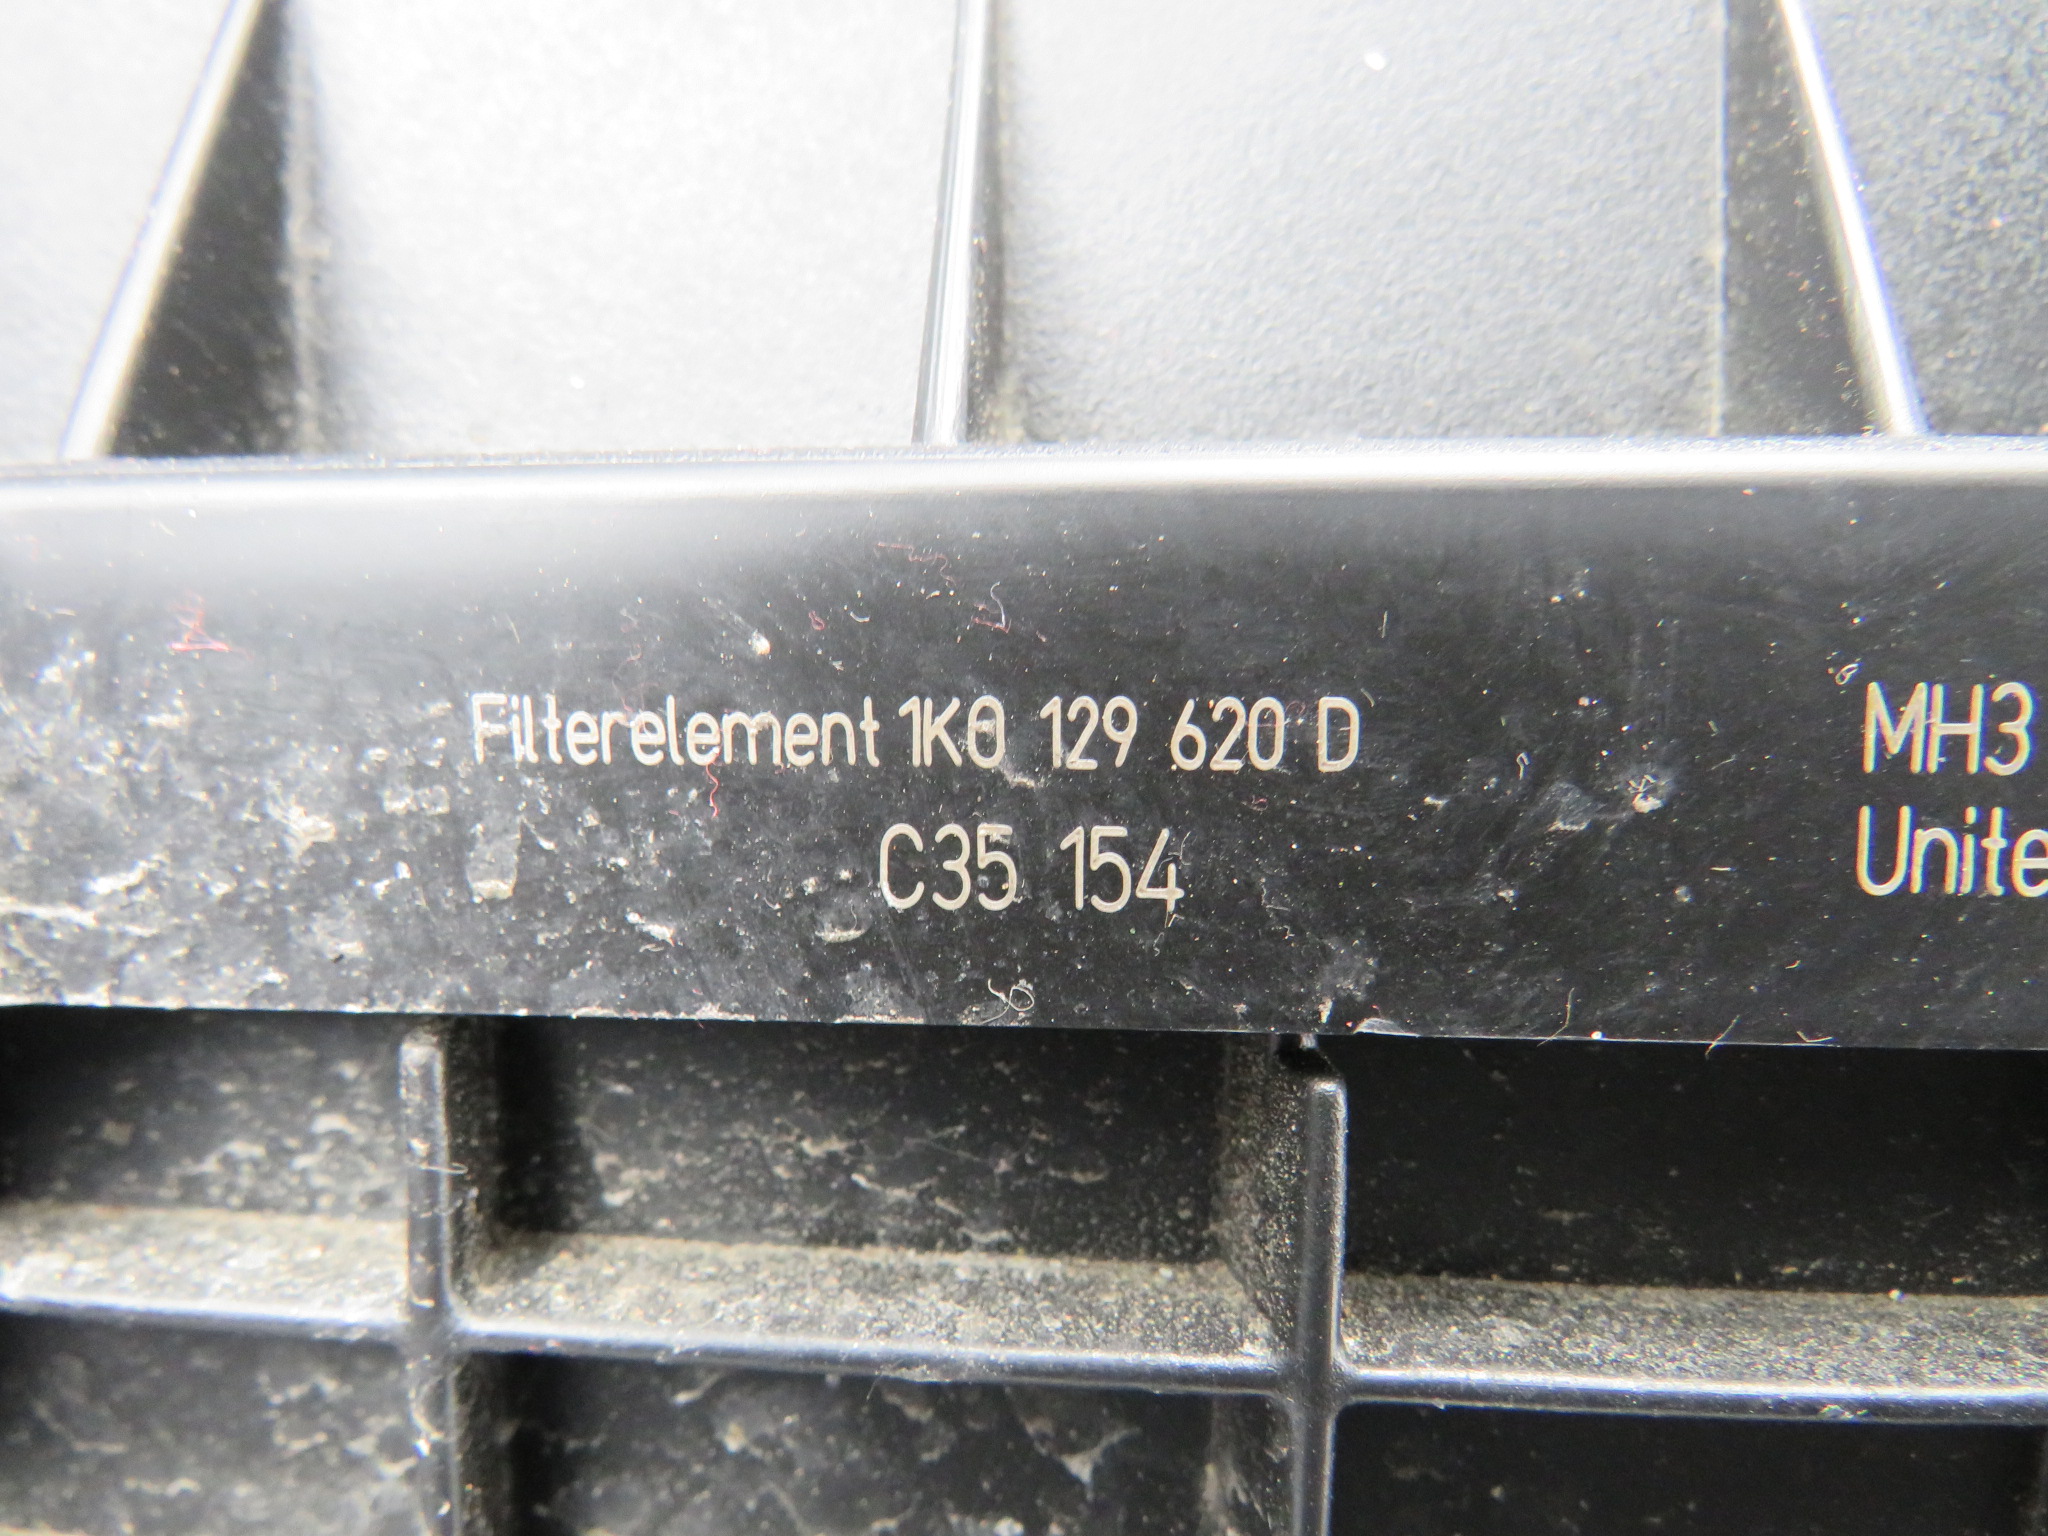 Filterelement 1K0 129 620 D
C35 154
MH3
Unite